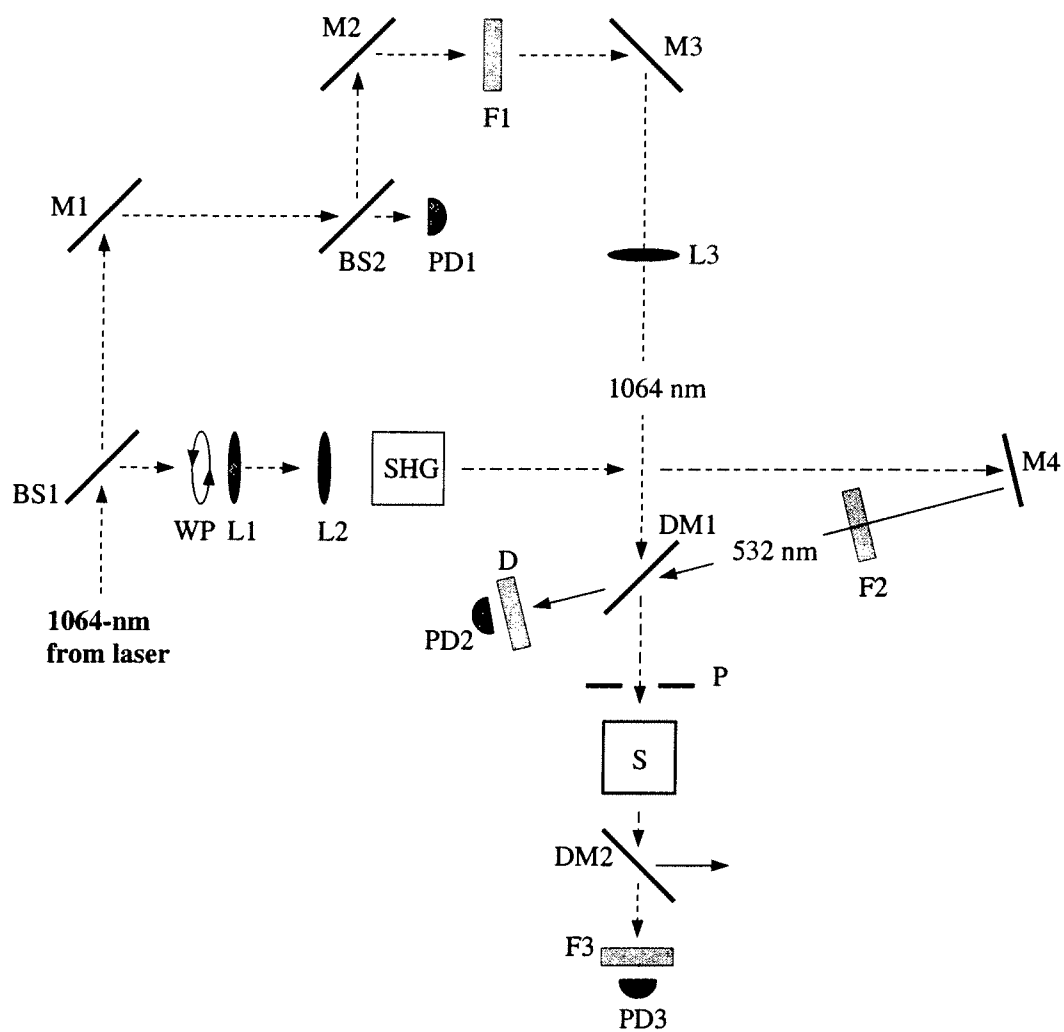 M2
M3
F1
M1
BS2
PD1
L3
1064 nm
SHG
M4
BS1
WP
L1
L2
DM1
532 nm
D
F2
PD2
1064-nm
from laser
P
S
DM2
F3
PD3